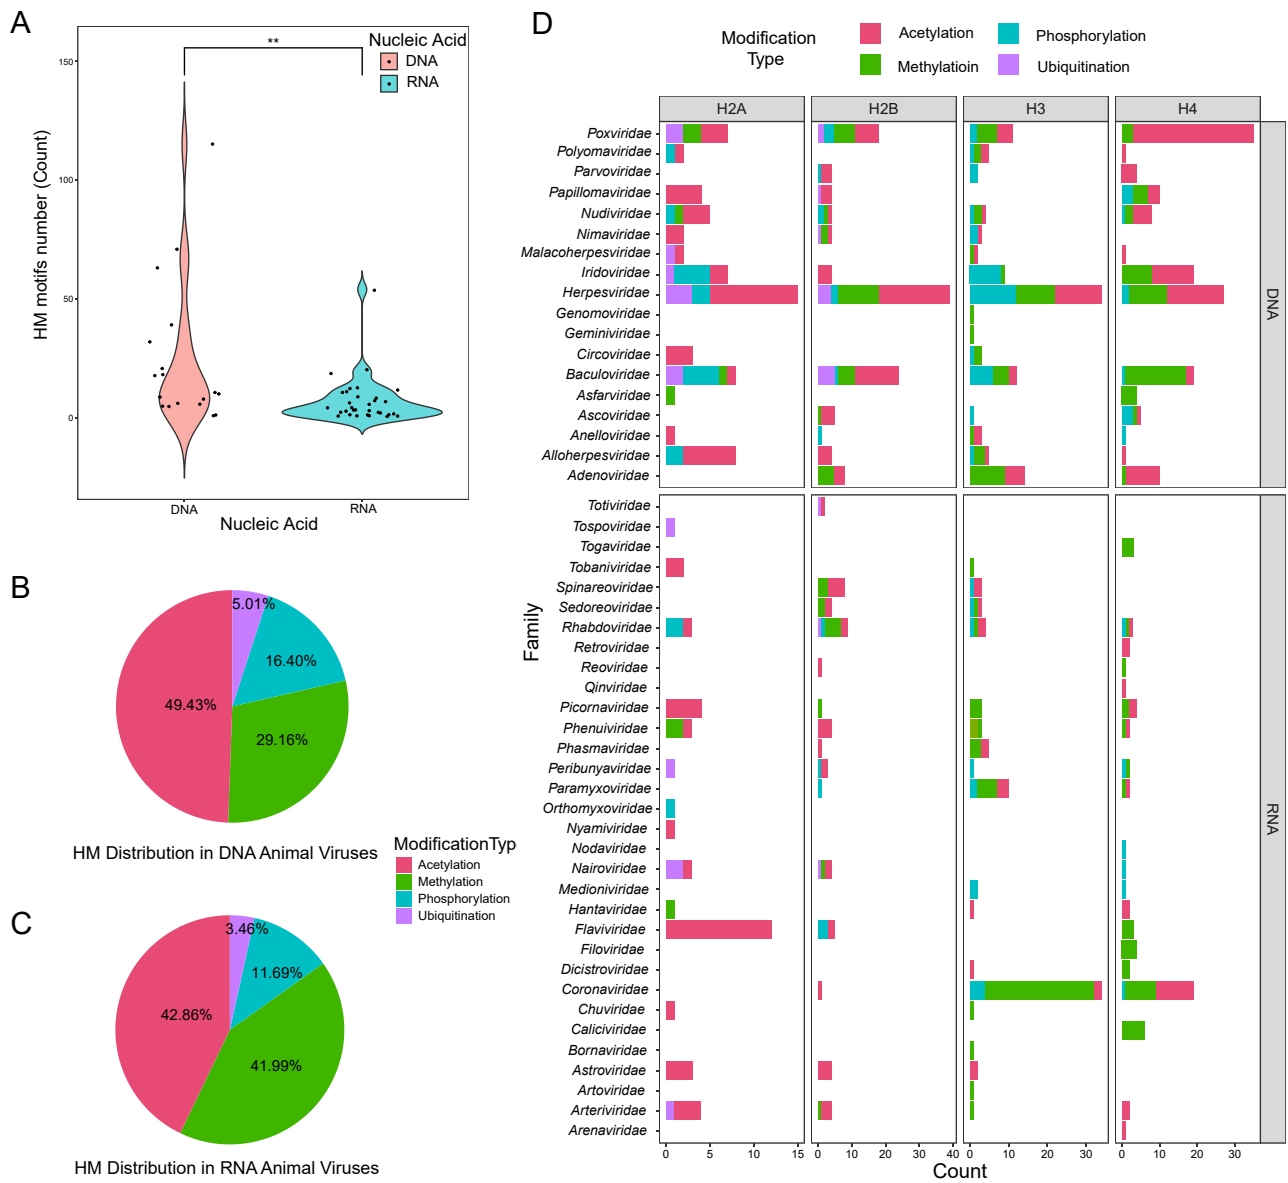 A
HM motifs number (Count)
150
100
50
0
**
Nucleic Acid
DNA
RNA
DNA
RNA
Nucleic Acid
B
5.01%
16.40%
49.43%
29.16%
HM Distribution in DNA Animal Viruses
ModificationTyp
Acetylation
Methylation
Phosphorylation
Ubiquitination
C
3.46%
11.69%
42.86%
41.99%
HM Distribution in RNA Animal Viruses
D
Modification
Type
Acetylation
Phosphorylation
Methylatioin
Ubiquitination
H2A
H2B
H3
H4
Family
Poxviridae
Polyomaviridae
Parvoviridae
Papillomaviridae
Nudiviridae
Nimaviridae
Malacoherpesviridae
Iridoviridae
Herpesviridae
Genomoviridae
Geminiviridae
Circoviridae
Baculoviridae
Asfarviridae
Ascoviridae
Anelloviridae
Alloherpesviridae
Adenoviridae
DNA
Totiviridae
Tospoviridae
Togaviridae
Tobaniviridae
Spinareoviridae
Sedoreoviridae
Rhabdoviridae
Retroviridae
Reoviridae
Qinviridae
Picornaviridae
Phenuiviridae
Phasmaviridae
Peribunyaviridae
Paramyxoviridae
Orthomyxoviridae
Nyamiviridae
Nodaviridae
Nairoviridae
Medioniviridae
Hantaviridae
Flaviviridae
Filoviridae
Dicistroviridae
Coronaviridae
Chuviridae
Caliciviridae
Bornaviridae
Astroviridae
Artoviridae
Arteriviridae
Arenaviridae
RNA
0 5 10 15
0 10 20 30 40
0 10 20 30
0 10 20 30
Count